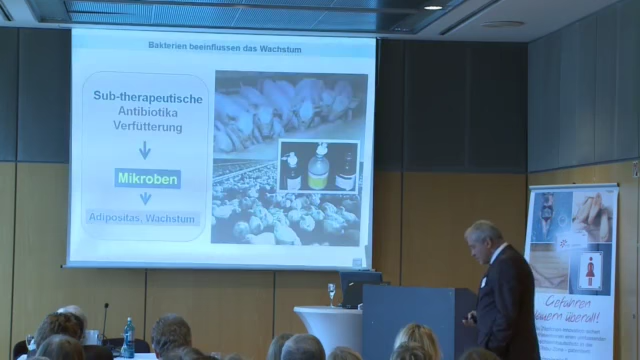 Bakterien beeinflussen das Wachstum
Sub-therapeutische
Antibiotika
Verfütterung
Mikroben
Adipositas, Wachstum
Gefahren
lauern überall!